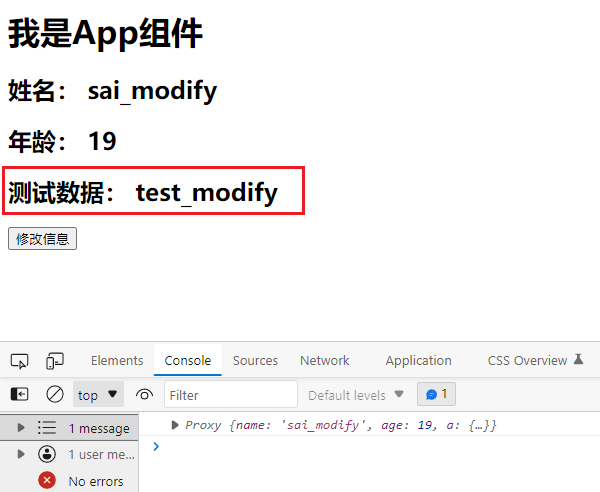 我是App组件
姓名： sai_modify
年龄： 19
测试数据： test_modify
修改信息
Elements Console Sources Network Application CSS Overview
top Filter Default levels 1
1 message
Proxy {name: 'sai_modify', age: 19, a: {…}}
1 user me...
No errors